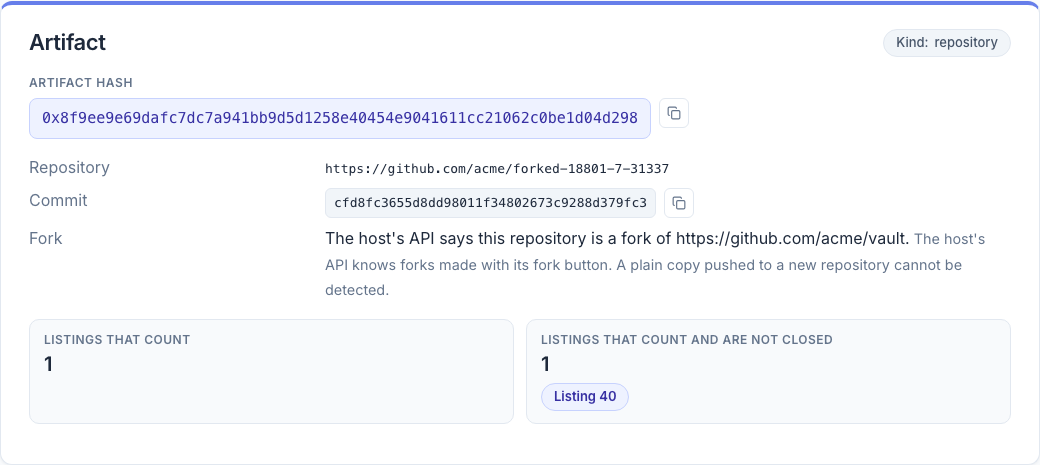 Artifact
Kind: repository
ARTIFACT HASH
0x8f9ee9e69dafc7dc7a941bb9d5d1258e40454e9041611cc21062c0be1d04d298
Repository
https://github.com/acme/forked-18801-7-31337
Commit
cfd8fc3655d8dd98011f34802673c9288d379fc3
Fork
The host's API says this repository is a fork of https://github.com/acme/vault. The host's
API knows forks made with its fork button. A plain copy pushed to a new repository cannot be
detected.
LISTINGS THAT COUNT
1
LISTINGS THAT COUNT AND ARE NOT CLOSED
1
Listing 40